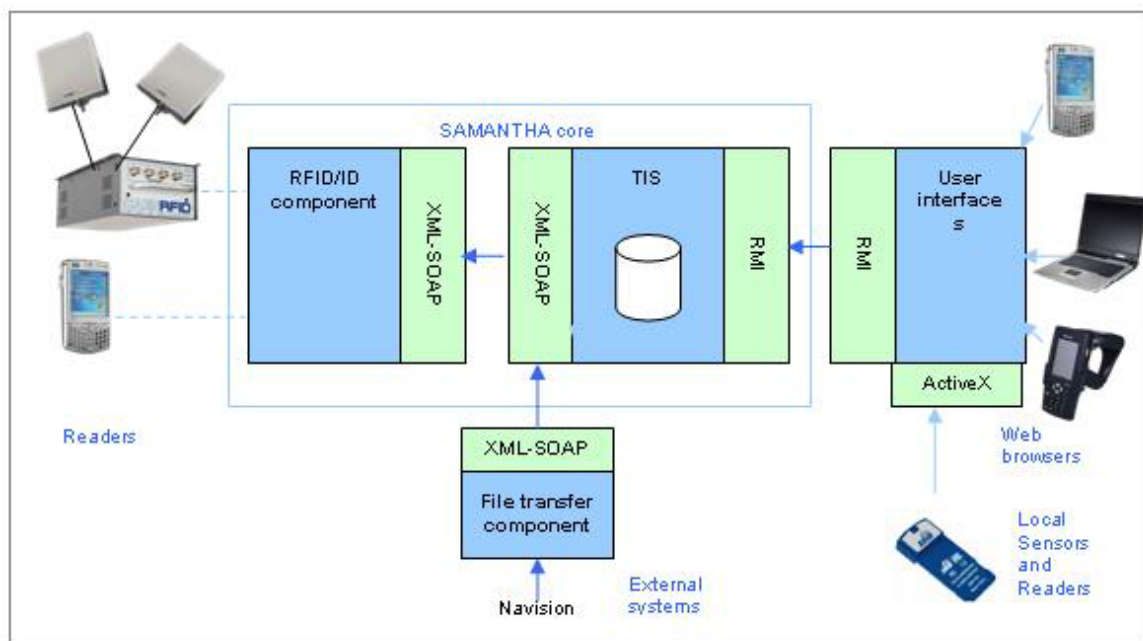 SAMANTHA core
RFID/ID
component
XML-SOAP
XML-SOAP
TIS
RMI
RMI
User
interface
s
ActiveX
Readers
XML-SOAP
File transfer
component
Navision
External
systems
Web
browsers
Local
Sensors
and
Readers
RFID